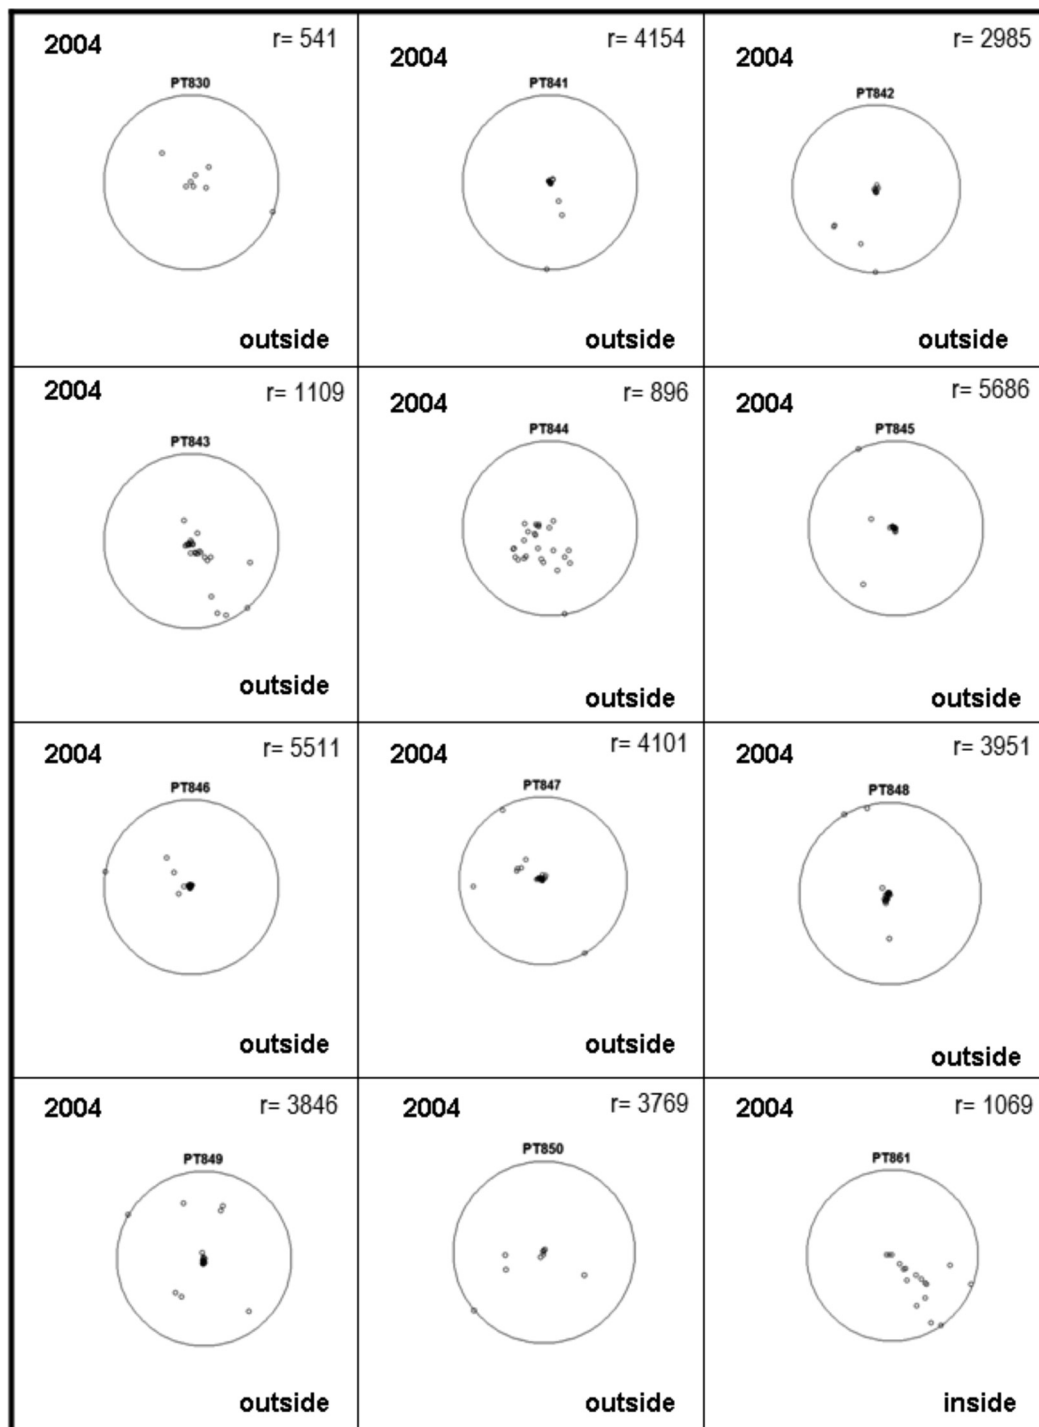 2004 r= 541
PT830
outside
2004 r= 4154
PT841
outside
2004 r= 2985
PT842
outside
2004 r= 1109
PT843
outside
2004 r= 896
PT844
outside
2004 r= 5686
PT845
outside
2004 r= 5511
PT846
outside
2004 r= 4101
PT847
outside
2004 r= 3951
PT848
outside
2004 r= 3846
PT849
outside
2004 r= 3769
PT850
outside
2004 r= 1069
PT861
inside